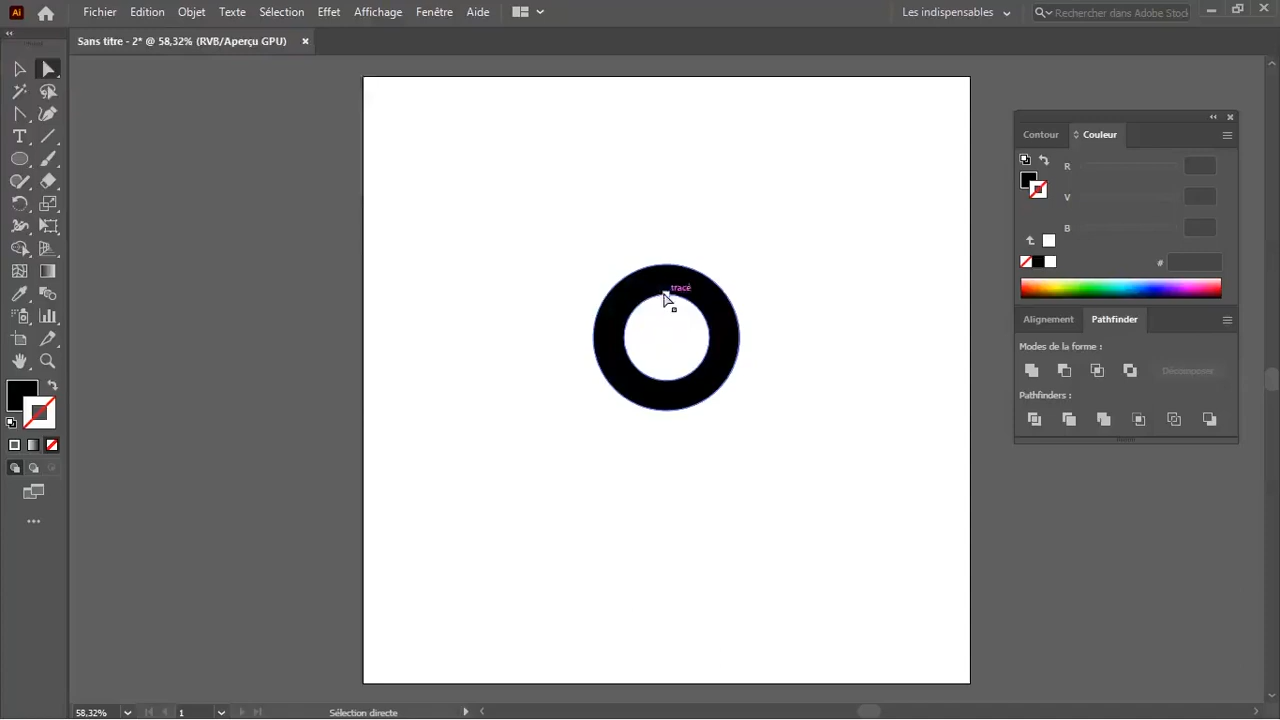 Ai Fichier Edition Objet Texte Sélection Effet Affichage Fenêtre Aide Les indispensables Rechercher dans Adobe Stock
Sans titre - 2* @ 58,32% (RVB/Aperçu GPU) ×
Contour Couleur
R
V
B
#
tracé
Alignement Pathfinder
Modes de la forme :
Décomposer
Pathfinders :
58,32% 1 Sélection directe